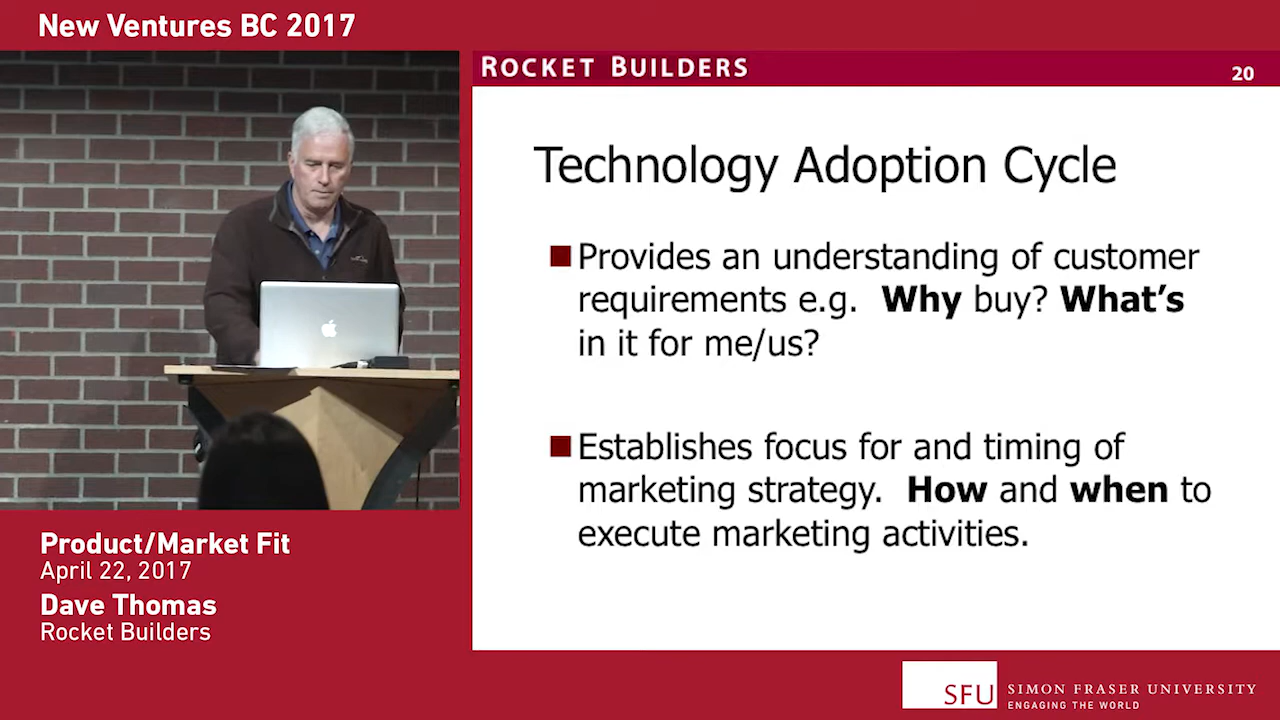 New Ventures BC 2017
ROCKET BUILDERS
20
Technology Adoption Cycle
Provides an understanding of customer
requirements e.g. Why buy? What's
in it for me/us?
Establishes focus for and timing of
marketing strategy. How and when to
execute marketing activities.
Product/Market Fit
April 22, 2017
Dave Thomas
Rocket Builders
SFU
SIMON FRASER UNIVERSITY
ENGAGING THE WORLD